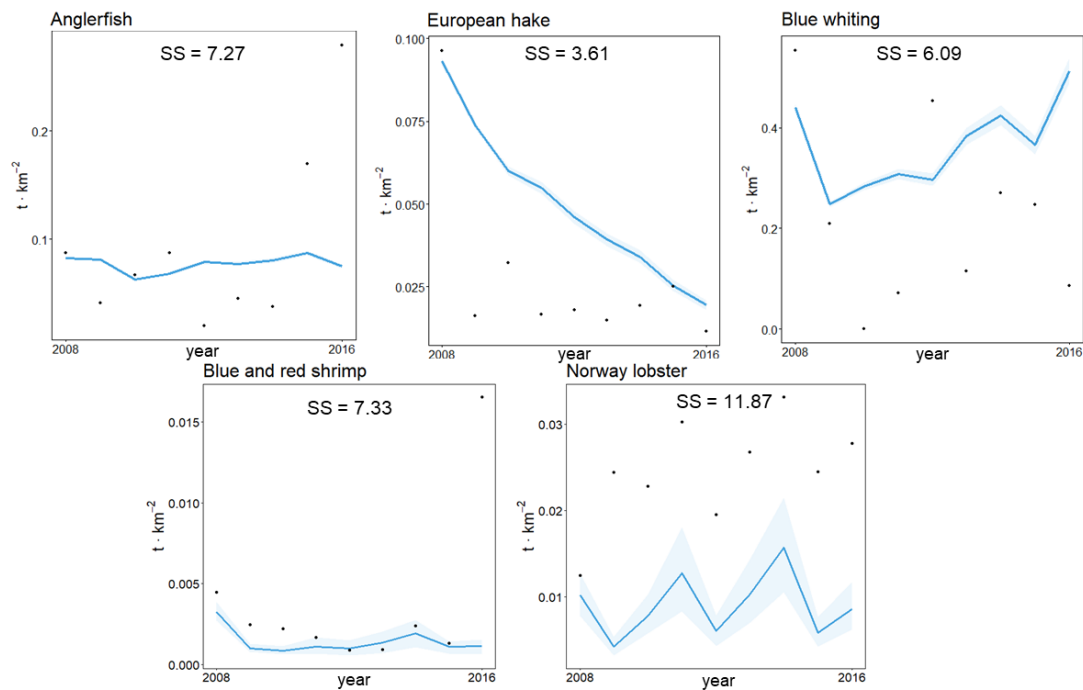 Anglerfish
SS = 7.27
0.2
0.1
t · km⁻²
2008
year
2016
European hake
SS = 3.61
0.100
0.075
0.050
0.025
t · km⁻²
2008
year
2016
Blue whiting
SS = 6.09
0.4
0.2
0.0
t · km⁻²
2008
year
2016
Blue and red shrimp
SS = 7.33
0.015
0.010
0.005
0.000
t · km⁻²
2008
year
2016
Norway lobster
SS = 11.87
0.03
0.02
0.01
t · km⁻²
2008
year
2016